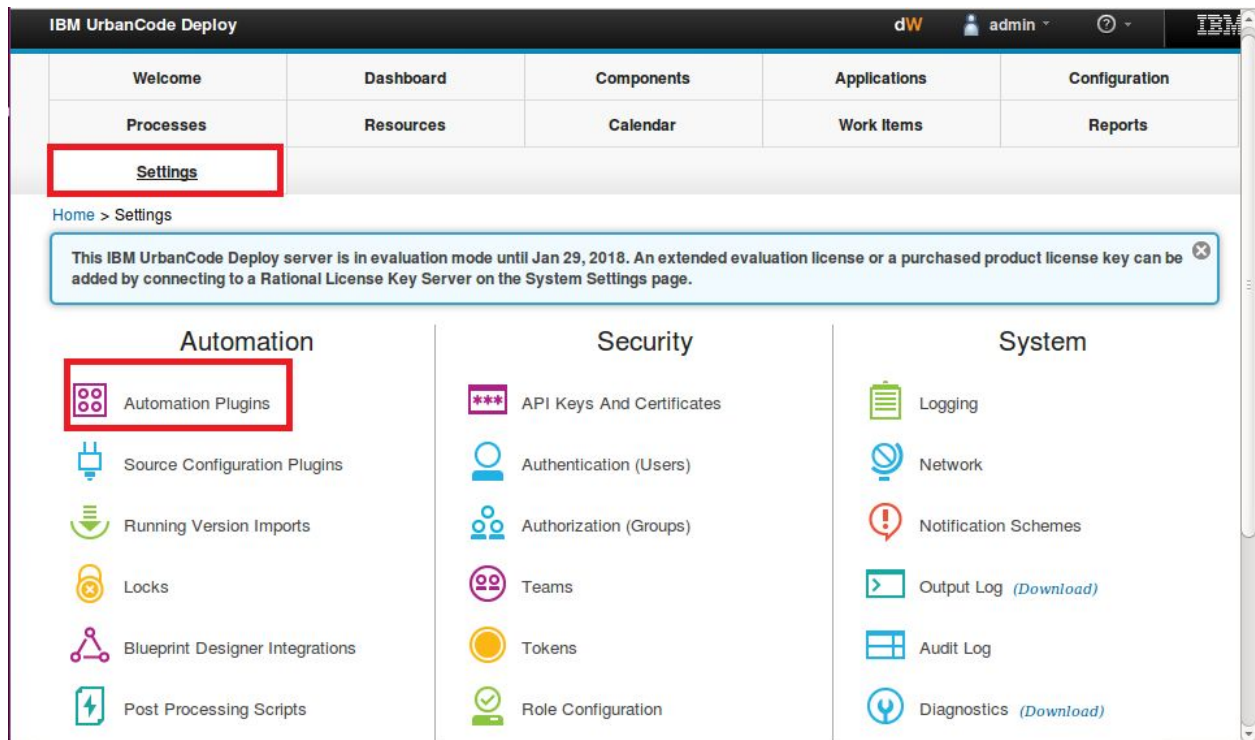 IBM UrbanCode Deploy
dW
admin
?
IBM
Welcome
Dashboard
Components
Applications
Configuration
Processes
Resources
Calendar
Work Items
Reports
Settings
Home > Settings
This IBM UrbanCode Deploy server is in evaluation mode until Jan 29, 2018. An extended evaluation license or a purchased product license key can be
added by connecting to a Rational License Key Server on the System Settings page.
Automation
Automation Plugins
Source Configuration Plugins
Running Version Imports
Locks
Blueprint Designer Integrations
Post Processing Scripts
Security
*** API Keys And Certificates
Authentication (Users)
Authorization (Groups)
Teams
Tokens
Role Configuration
System
Logging
Network
Notification Schemes
Output Log (Download)
Audit Log
Diagnostics (Download)